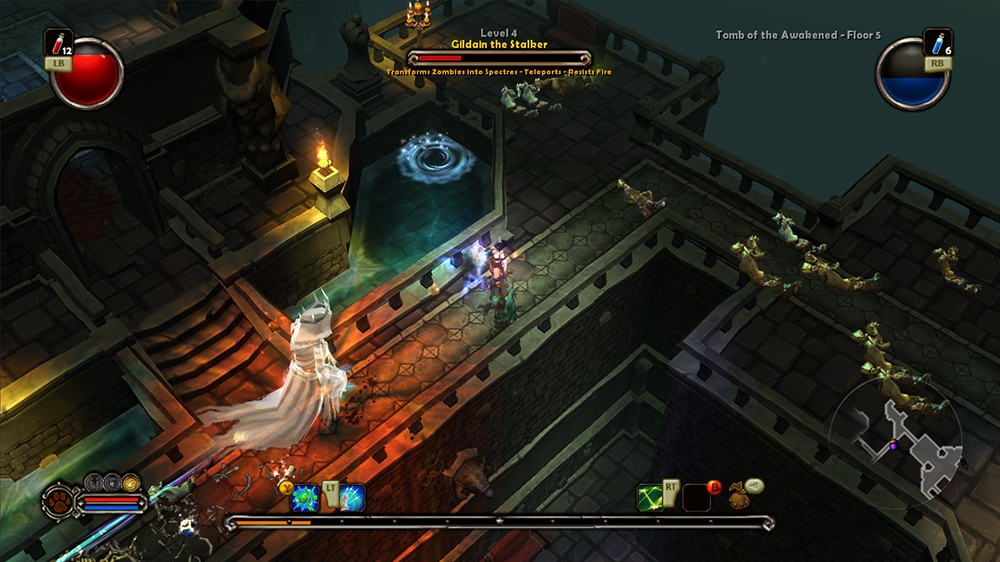 Level 4
Gildain the Stalker
Transforms Zombies into Spectres - Teleports - Resists Fire
Tomb of the Awakened - Floor 5
12
LB
6
RB
Y
LT
RT
B